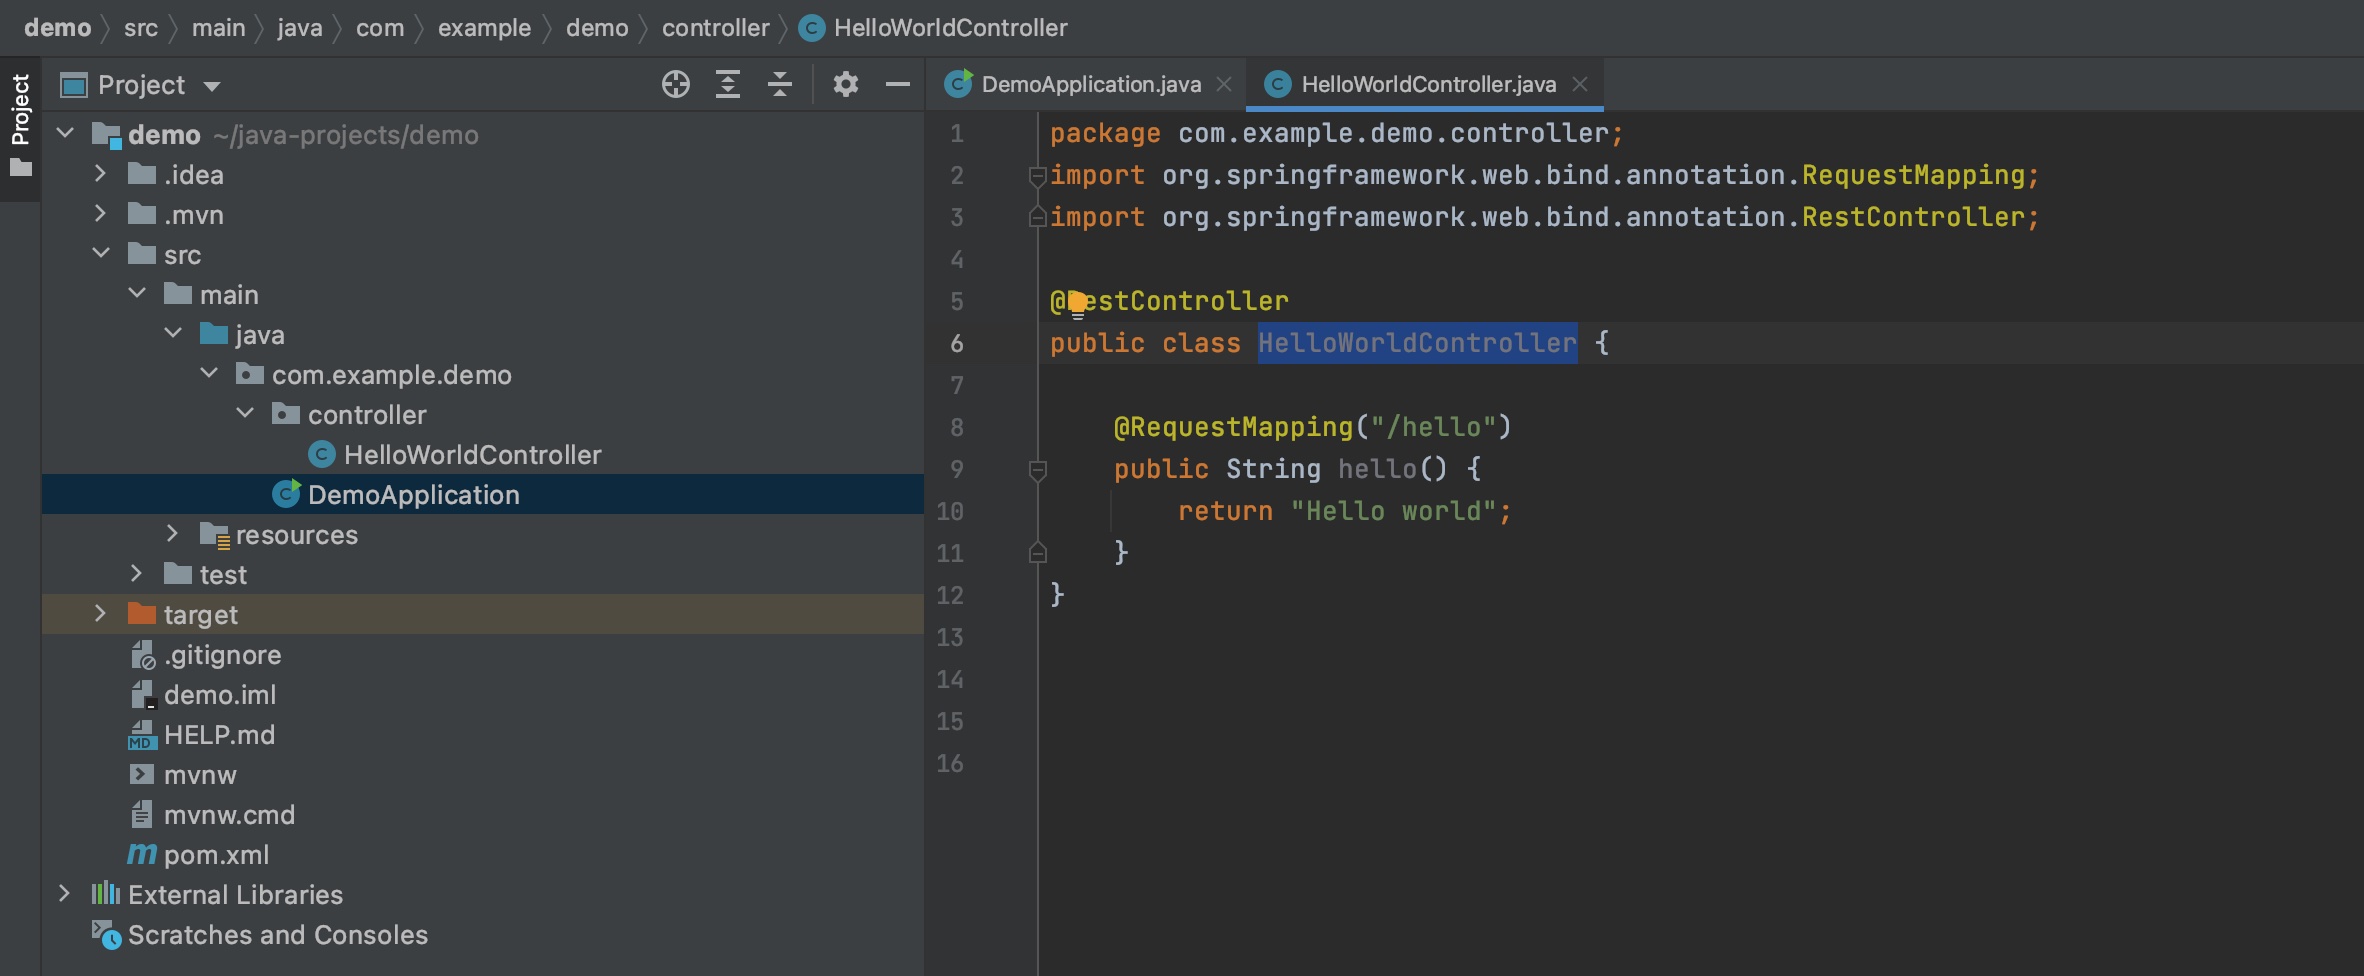 demo src main java com example demo controller HelloWorldController
Project
Project
DemoApplication.java
HelloWorldController.java
demo ~/java-projects/demo
.idea
.mvn
src
main
java
com.example.demo
controller
HelloWorldController
DemoApplication
resources
test
target
.gitignore
demo.iml
HELP.md
mvnw
mvnw.cmd
pom.xml
External Libraries
Scratches and Consoles
1 package com.example.demo.controller;
2 import org.springframework.web.bind.annotation.RequestMapping;
3 import org.springframework.web.bind.annotation.RestController;
4
5 @RestController
6 public class HelloWorldController {
7
8 @RequestMapping("/hello")
9 public String hello() {
10 return "Hello world";
11 }
12 }
13
14
15
16